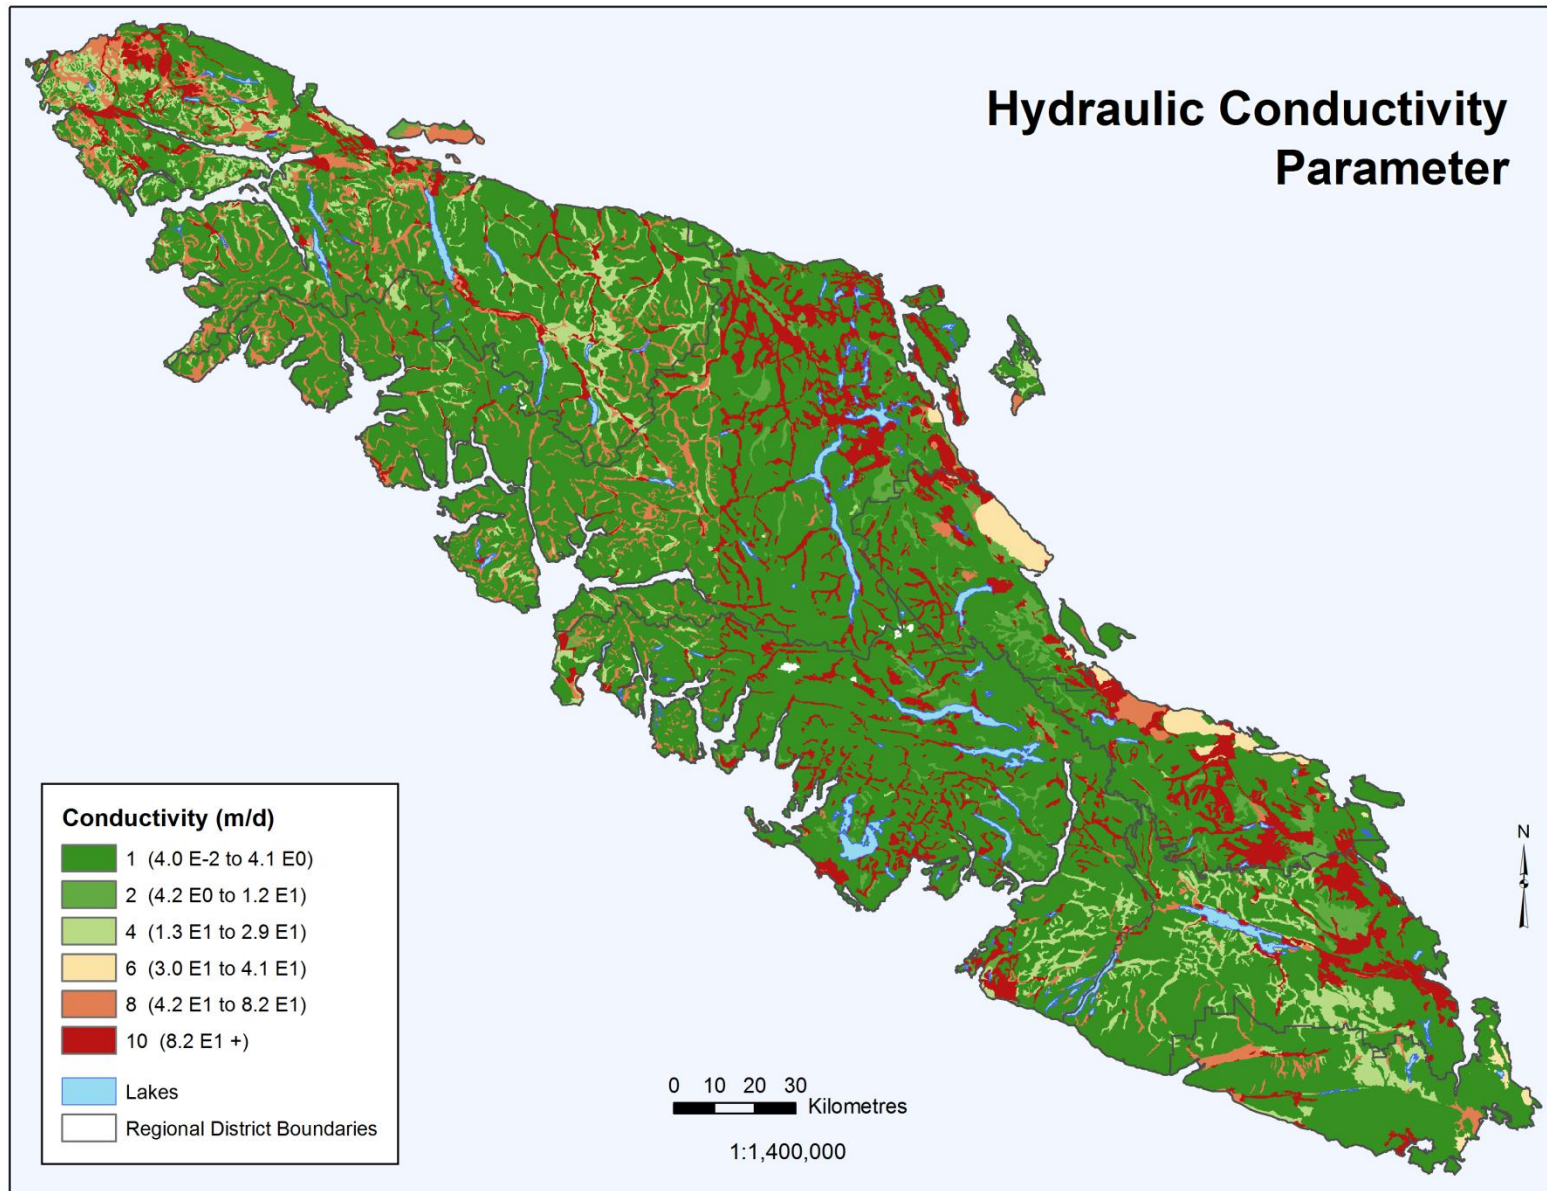 Hydraulic Conductivity
Parameter
Conductivity (m/d)
1 (4.0 E-2 to 4.1 E0)
2 (4.2 E0 to 1.2 E1)
4 (1.3 E1 to 2.9 E1)
6 (3.0 E1 to 4.1 E1)
8 (4.2 E1 to 8.2 E1)
10 (8.2 E1 +)
Lakes
Regional District Boundaries
0 10 20 30
Kilometres
1:1,400,000
N